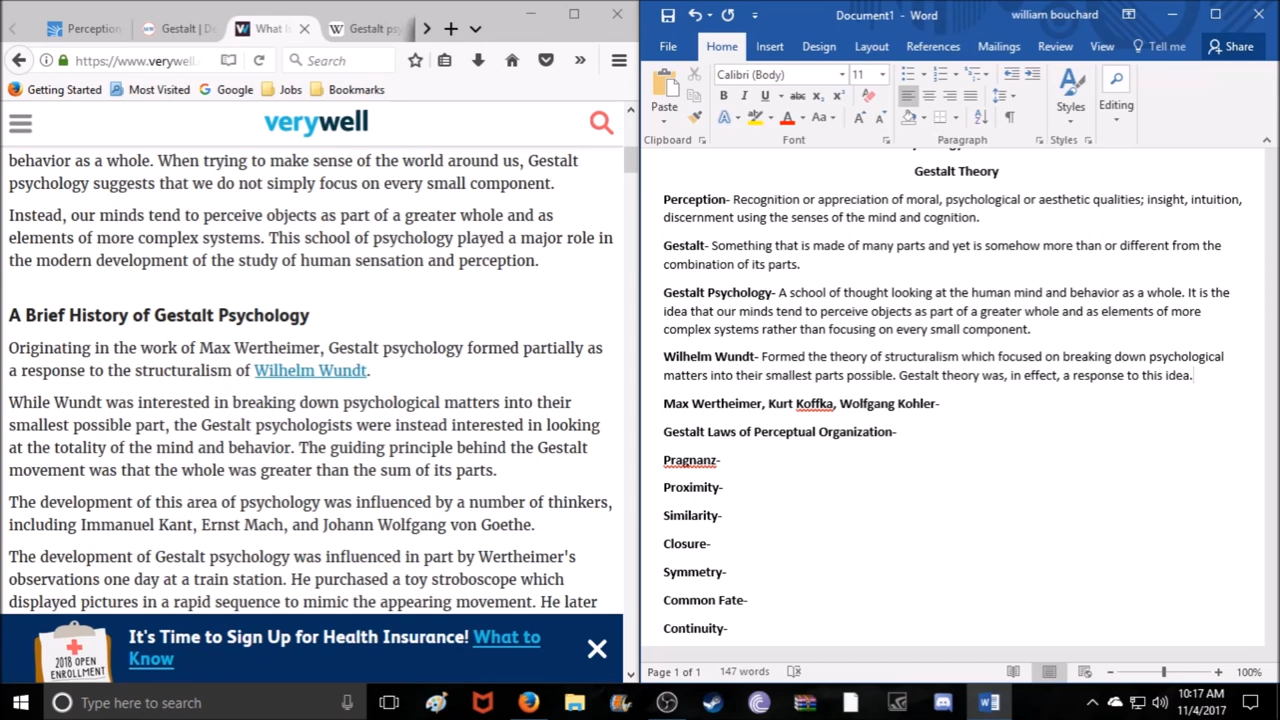 Perception
Gestalt | De
What Is
Gestalt psy
https://www.verywell.
Search
Getting Started
Most Visited
Google
Jobs
Bookmarks
verywell
behavior as a whole. When trying to make sense of the world around us, Gestalt
psychology suggests that we do not simply focus on every small component.
Instead, our minds tend to perceive objects as part of a greater whole and as
elements of more complex systems. This school of psychology played a major role in
the modern development of the study of human sensation and perception.
A Brief History of Gestalt Psychology
Originating in the work of Max Wertheimer, Gestalt psychology formed partially as
a response to the structuralism of Wilhelm Wundt.
While Wundt was interested in breaking down psychological matters into their
smallest possible part, the Gestalt psychologists were instead interested in looking
at the totality of the mind and behavior. The guiding principle behind the Gestalt
movement was that the whole was greater than the sum of its parts.
The development of this area of psychology was influenced by a number of thinkers,
including Immanuel Kant, Ernst Mach, and Johann Wolfgang von Goethe.
The development of Gestalt psychology was influenced in part by Wertheimer's
observations one day at a train station. He purchased a toy stroboscope which
displayed pictures in a rapid sequence to mimic the appearing movement. He later
2018 OPEN
ENROLLMENT
It's Time to Sign Up for Health Insurance! What to
Know
Document1 - Word
william bouchard
File Home Insert Design Layout References Mailings Review View Tell me Share
Paste
Calibri (Body) 11
B I U abc x₂ x²
A ab A Aa A A
Styles
Editing
Clipboard Font Paragraph Styles
Gestalt Theory
Perception- Recognition or appreciation of moral, psychological or aesthetic qualities; insight, intuition,
discernment using the senses of the mind and cognition.
Gestalt- Something that is made of many parts and yet is somehow more than or different from the
combination of its parts.
Gestalt Psychology- A school of thought looking at the human mind and behavior as a whole. It is the
idea that our minds tend to perceive objects as part of a greater whole and as elements of more
complex systems rather than focusing on every small component.
Wilhelm Wundt- Formed the theory of structuralism which focused on breaking down psychological
matters into their smallest parts possible. Gestalt theory was, in effect, a response to this idea.
Max Wertheimer, Kurt Koffka, Wolfgang Kohler-
Gestalt Laws of Perceptual Organization-
Pragnanz-
Proximity-
Similarity-
Closure-
Symmetry-
Common Fate-
Continuity-
Page 1 of 1 147 words 100%
Type here to search
10:17 AM
11/4/2017